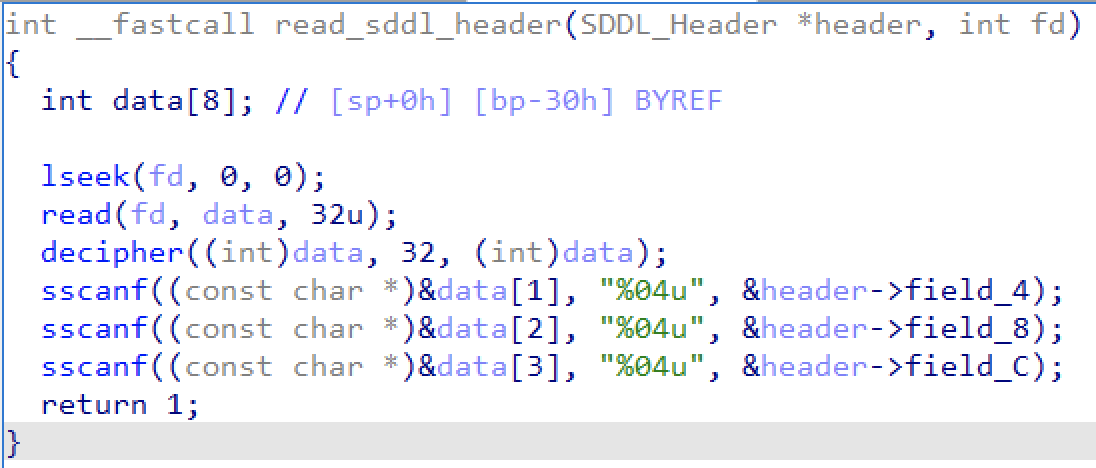 int __fastcall read_sddl_header(SDDL_Header *header, int fd)
{
  int data[8]; // [sp+0h] [bp-30h] BYREF

  lseek(fd, 0, 0);
  read(fd, data, 32u);
  decipher((int)data, 32, (int)data);
  sscanf((const char *)&data[1], "%04u", &header->field_4);
  sscanf((const char *)&data[2], "%04u", &header->field_8);
  sscanf((const char *)&data[3], "%04u", &header->field_C);
  return 1;
}